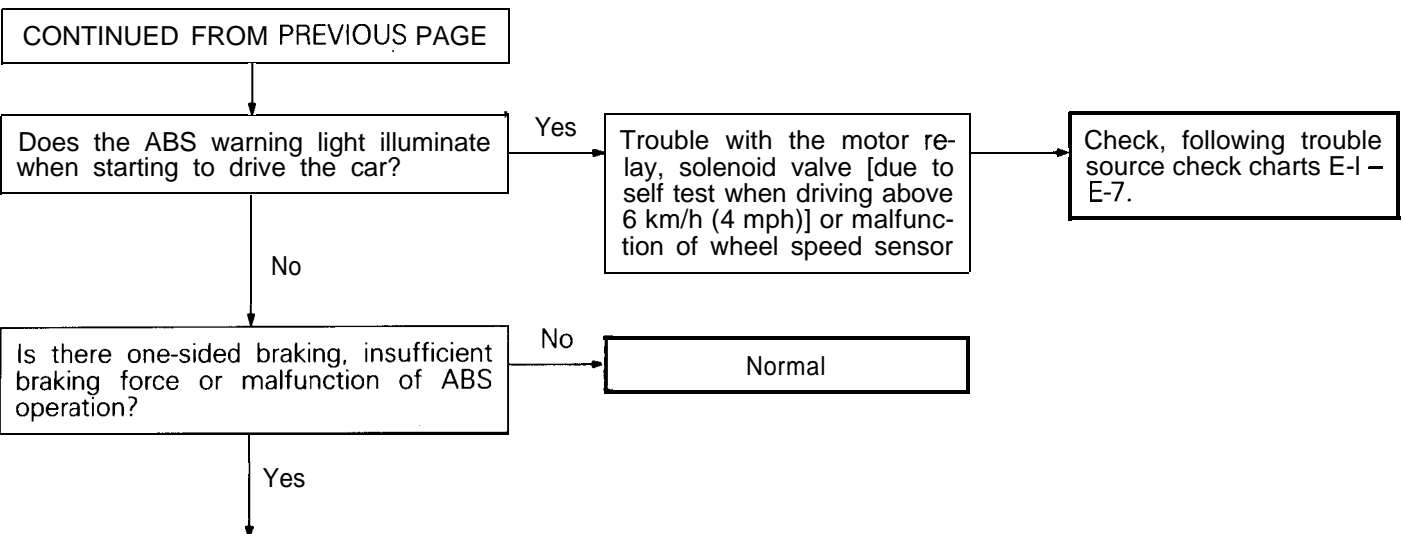 CONTINUED FROM PREVIOUS PAGE
Does the ABS warning light illuminate
when starting to drive the car?
Yes
Trouble with the motor re-
lay, solenoid valve [due to
self test when driving above
6 km/h (4 mph)] or malfunc-
tion of wheel speed sensor
Check, following trouble
source check charts E-I –
E-7.
No
Is there one-sided braking, insufficient
braking force or malfunction of ABS
operation?
No
Normal
Yes